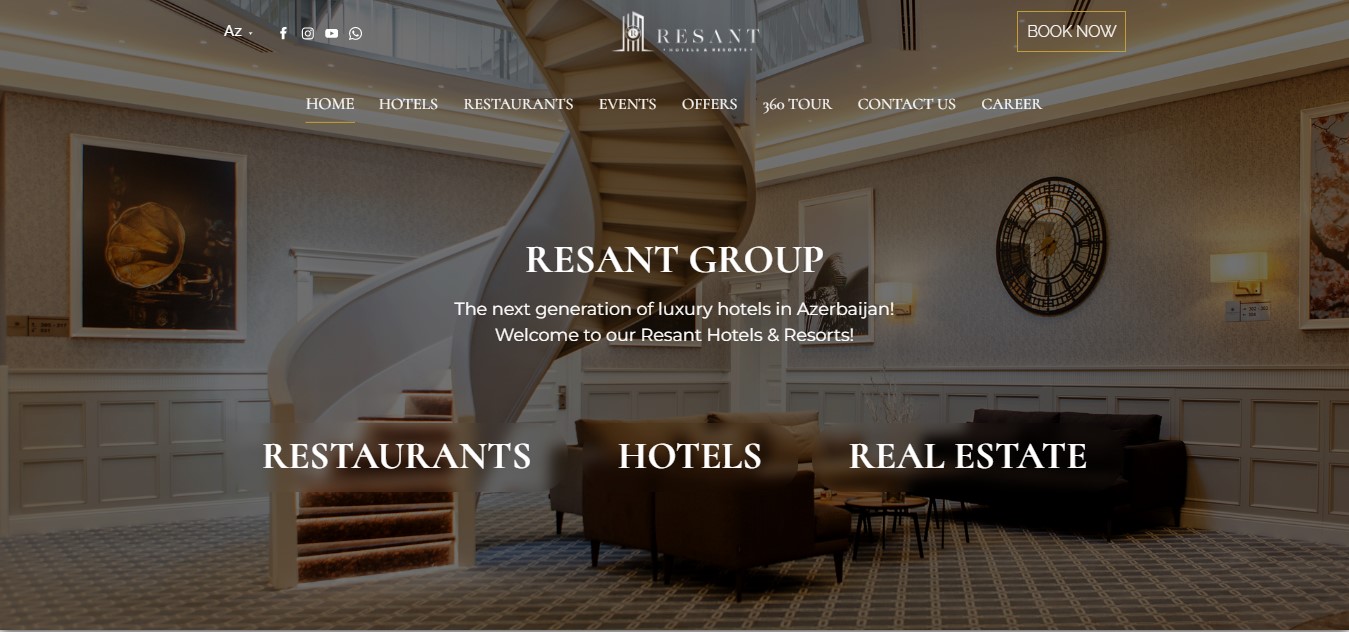 Az
RESANT
HOTELS & RESORTS
BOOK NOW
HOME HOTELS RESTAURANTS EVENTS OFFERS 360 TOUR CONTACT US CAREER
RESANT GROUP
The next generation of luxury hotels in Azerbaijan!
Welcome to our Resant Hotels & Resorts!
RESTAURANTS HOTELS REAL ESTATE